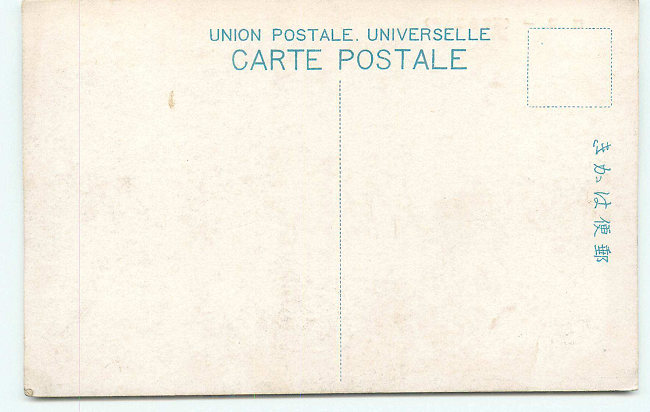 UNION POSTALE. UNIVERSELLE
CARTE POSTALE
きかは便郵